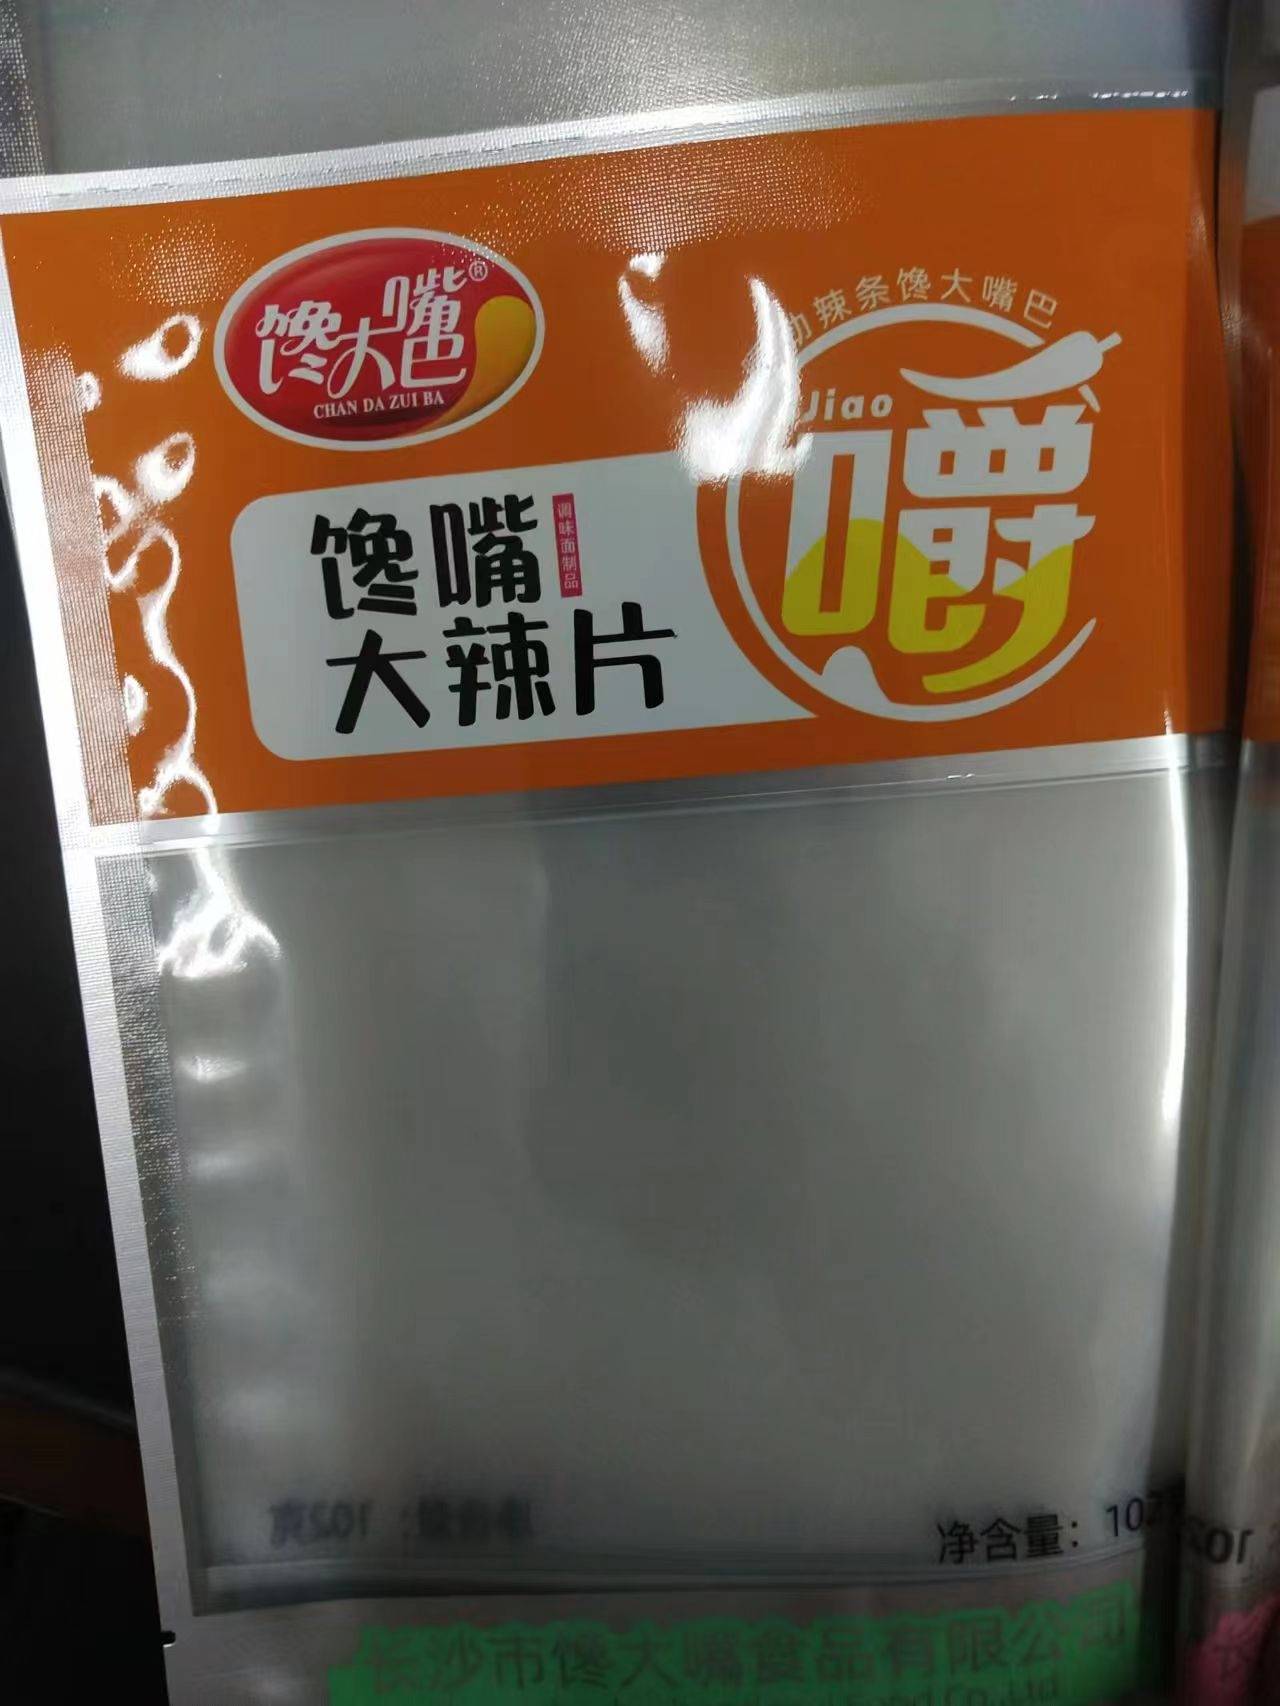 辣条馋大嘴巴
馋大嘴巴®
CHAN DA ZUI BA
Jiao
嚼
馋嘴
调味面制品
大辣片
净含量：102
长沙市馋大嘴食品有限公司